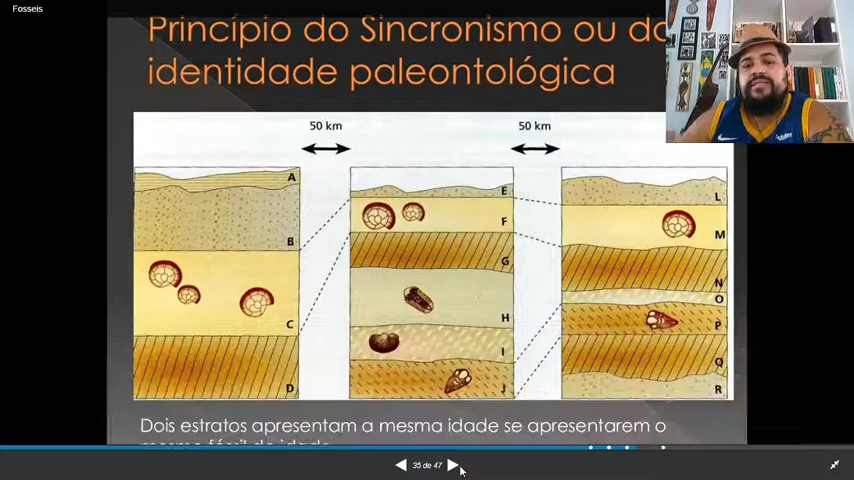 Fosseis
Princípio do Sincronismo ou da
identidade paleontológica
50 km
50 km
A
B
C
D
E
F
G
H
I
J
L
M
N
O
P
Q
R
Dois estratos apresentam a mesma idade se apresentarem o
35 de 47